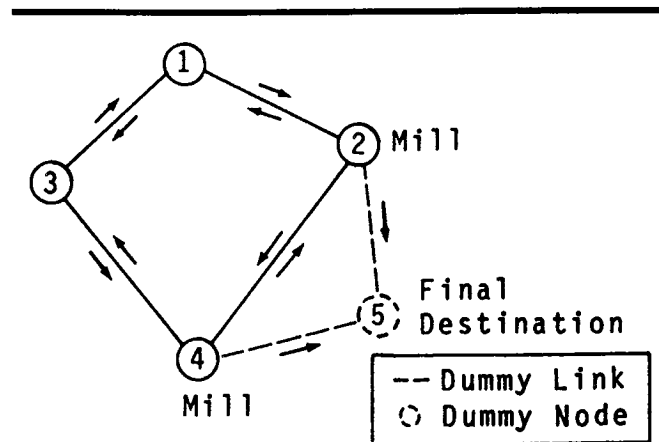 1
2 Mill
3
5 Final
Destination
4
Mill
-- Dummy Link
Dummy Node